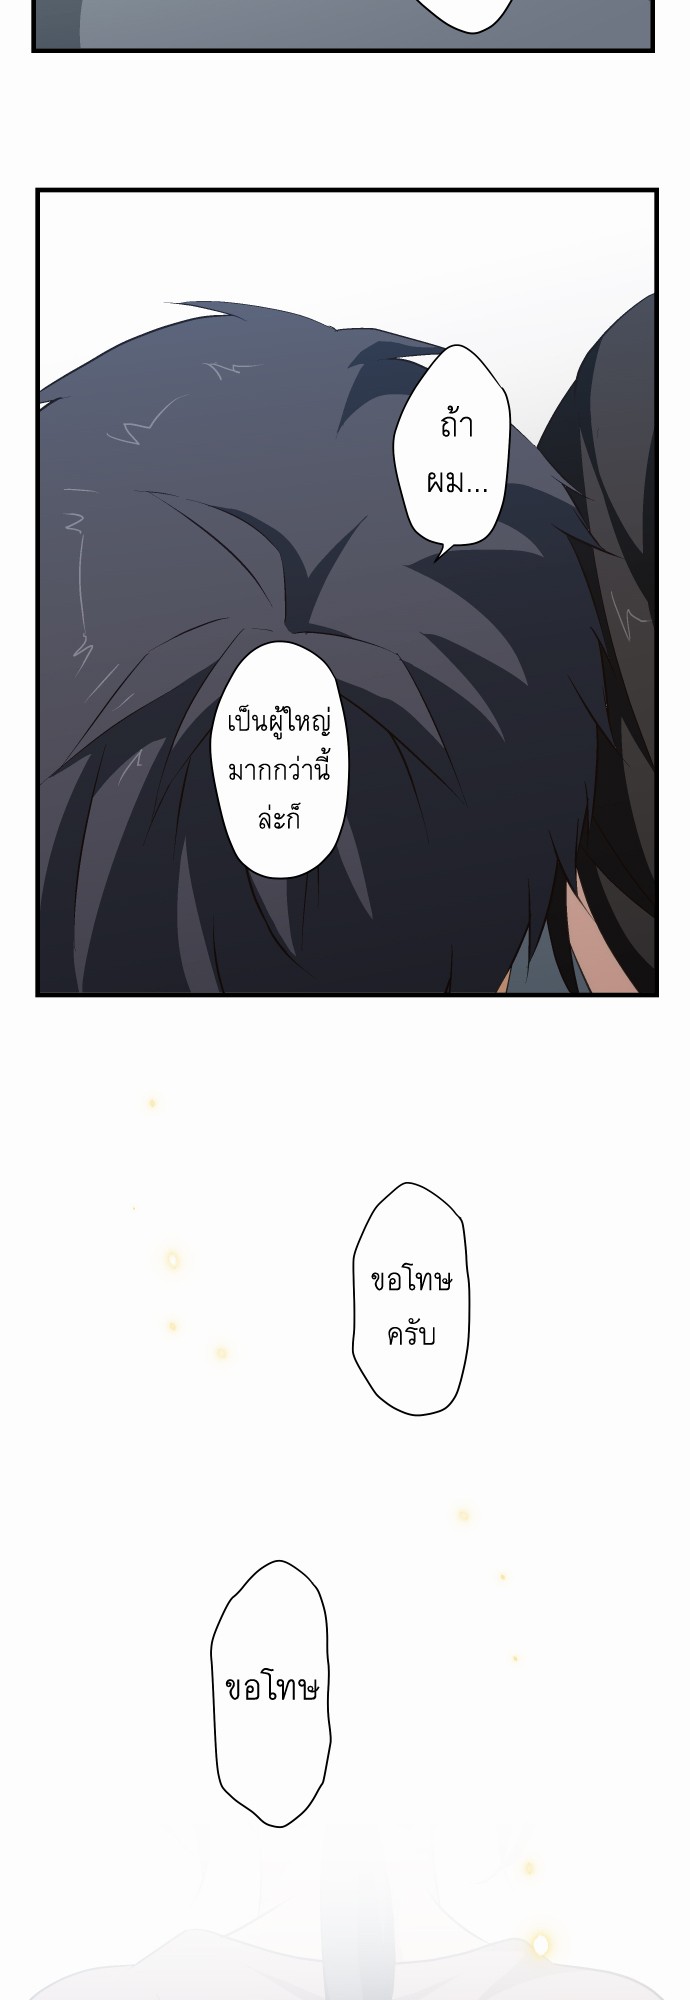 ถ้า
ผม...
เป็นผู้ใหญ่
มากกว่านี้
ล่ะก็
ขอโทษ
ครับ
ขอโทษ